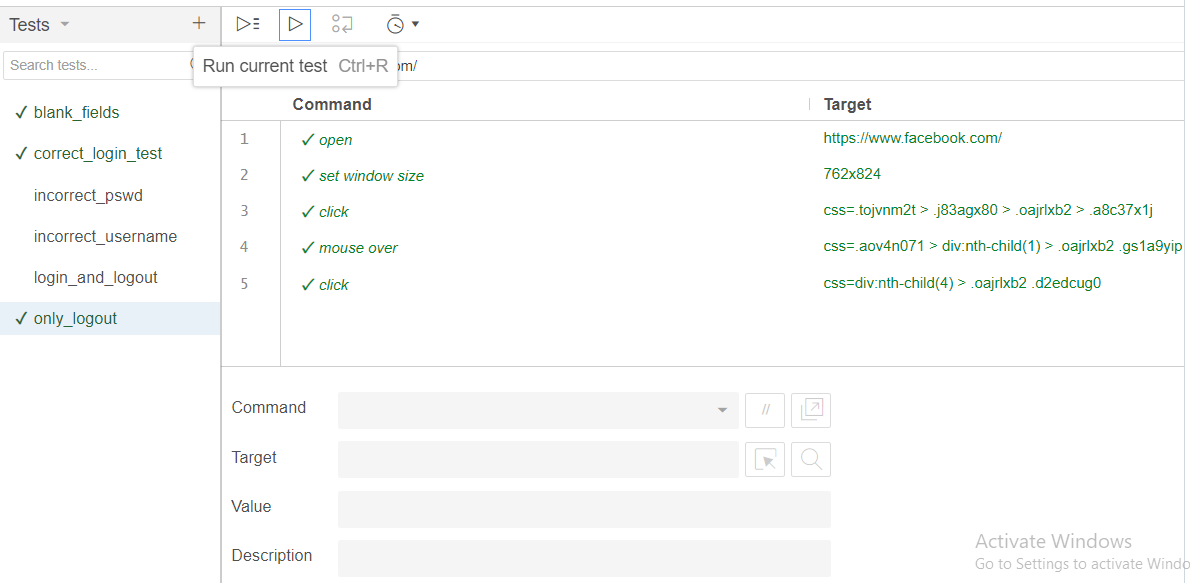 Tests
Search tests...
Run current test Ctrl+R
om/
blank_fields
correct_login_test
incorrect_pswd
incorrect_username
login_and_logout
only_logout
Command Target
1 open https://www.facebook.com/
2 set window size 762x824
3 click css=.tojvnm2t > .j83agx80 > .oajrlxb2 > .a8c37x1j
4 mouse over css=.aov4n071 > div:nth-child(1) > .oajrlxb2 .gs1a9yip
5 click css=div:nth-child(4) > .oajrlxb2 .d2edcug0
Command //
Target
Value
Description
Activate Windows
Go to Settings to activate Windo